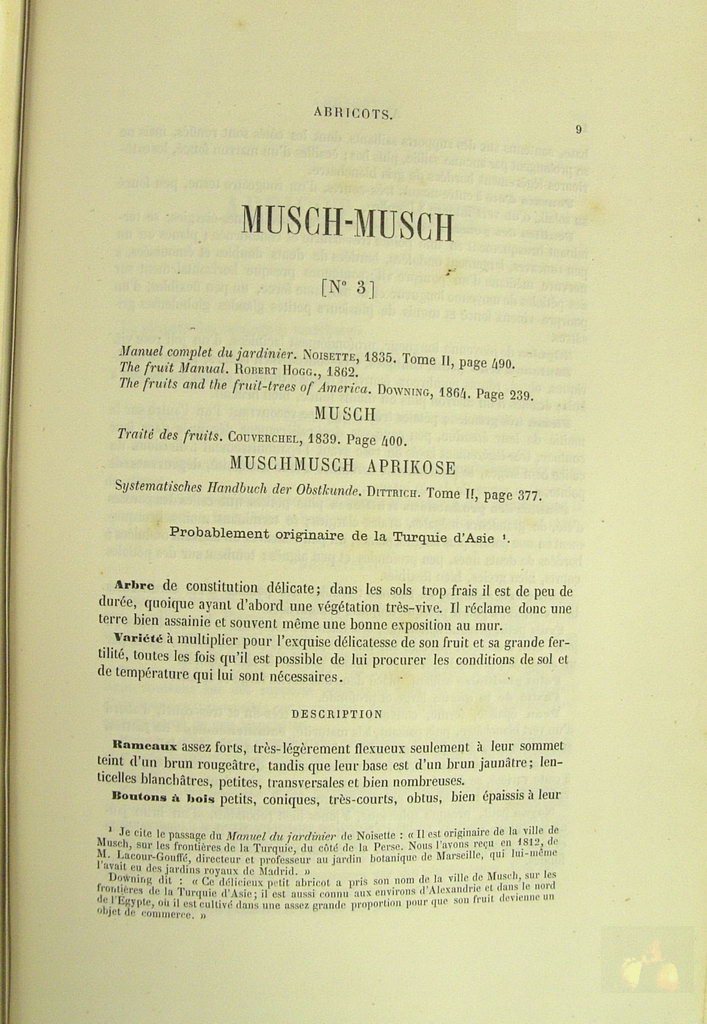 ABRICOTS.
9
MUSCH-MUSCH
[N° 3]
Manuel complet du jardinier. NOISETTE, 1835. Tome II, page 490.
The fruit Manual. ROBERT HOGG., 1862.
The fruits and the fruit-trees of America. DOWNING, 1864. Page 239.
MUSCH
Traité des fruits. COUVERCHEL, 1839. Page 400.
MUSCHMUSCH APRIKOSE
Systematisches Handbuch der Obstkunde. DITTRICH. Tome II, page 377.
Probablement originaire de la Turquie d'Asie ¹.
Arbre de constitution délicate; dans les sols trop frais il est de peu de
durée, quoique ayant d'abord une végétation très-vive. Il réclame donc une
terre bien assainie et souvent même une bonne exposition au mur.
Variété à multiplier pour l'exquise délicatesse de son fruit et sa grande fer-
tilité, toutes les fois qu'il est possible de lui procurer les conditions de sol et
de température qui lui sont nécessaires.
DESCRIPTION
Rameaux assez forts, très-légèrement flexueux seulement à leur sommet
teint d'un brun rougeâtre, tandis que leur base est d'un brun jaunâtre; len-
ticelles blanchâtres, petites, transversales et bien nombreuses.
Boutons à bois petits, coniques, très-courts, obtus, bien épaissis à leur
¹ Je cite le passage du Manuel du jardinier de Noisette : « Il est originaire de la ville de
Musch, sur les frontières de la Turquie, du côté de la Perse. Nous l'avons reçu en 1812, de
M. Lacour-Gouffé, directeur et professeur au jardin botanique de Marseille, qui lui-même
l'avait eu des jardins royaux de Madrid. »
Downing dit : « Ce délicieux petit abricot a pris son nom de la ville de Musch, sur les
frontières de la Turquie d'Asie; il est aussi connu aux environs d'Alexandrie et dans le nord
de l'Egypte, où il est cultivé dans une assez grande proportion pour que son fruit devienne un
objet de commerce. »